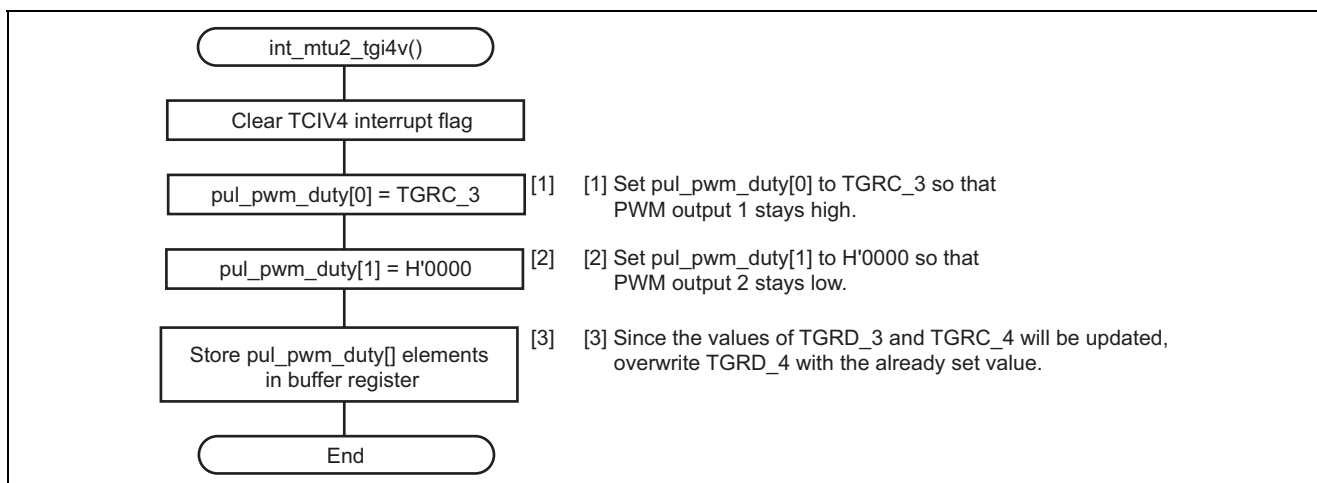 int_mtu2_tgi4v()
Clear TCIV4 interrupt flag
pul_pwm_duty[0] = TGRC_3
[1]
[1] Set pul_pwm_duty[0] to TGRC_3 so that
PWM output 1 stays high.
pul_pwm_duty[1] = H'0000
[2]
[2] Set pul_pwm_duty[1] to H'0000 so that
PWM output 2 stays low.
Store pul_pwm_duty[] elements
in buffer register
[3]
[3] Since the values of TGRD_3 and TGRC_4 will be updated,
overwrite TGRD_4 with the already set value.
End